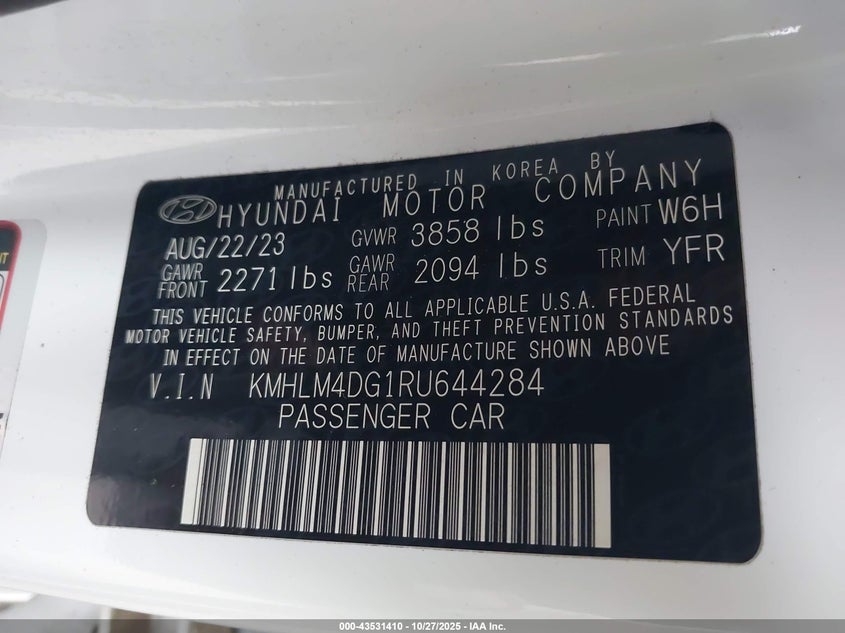 MANUFACTURED IN KOREA BY
HYUNDAI MOTOR COMPANY
AUG/22/23 GVWR 3858 lbs PAINT W6H
GAWR FRONT 2271 lbs GAWR REAR 2094 lbs TRIM YFR
THIS VEHICLE CONFORMS TO ALL APPLICABLE U.S.A. FEDERAL
MOTOR VEHICLE SAFETY, BUMPER, AND THEFT PREVENTION STANDARDS
IN EFFECT ON THE DATE OF MANUFACTURE SHOWN ABOVE
V.I.N KMHLM4DG1RU644284
PASSENGER CAR
000-43531410 - 10/27/2025 - IAA Inc.